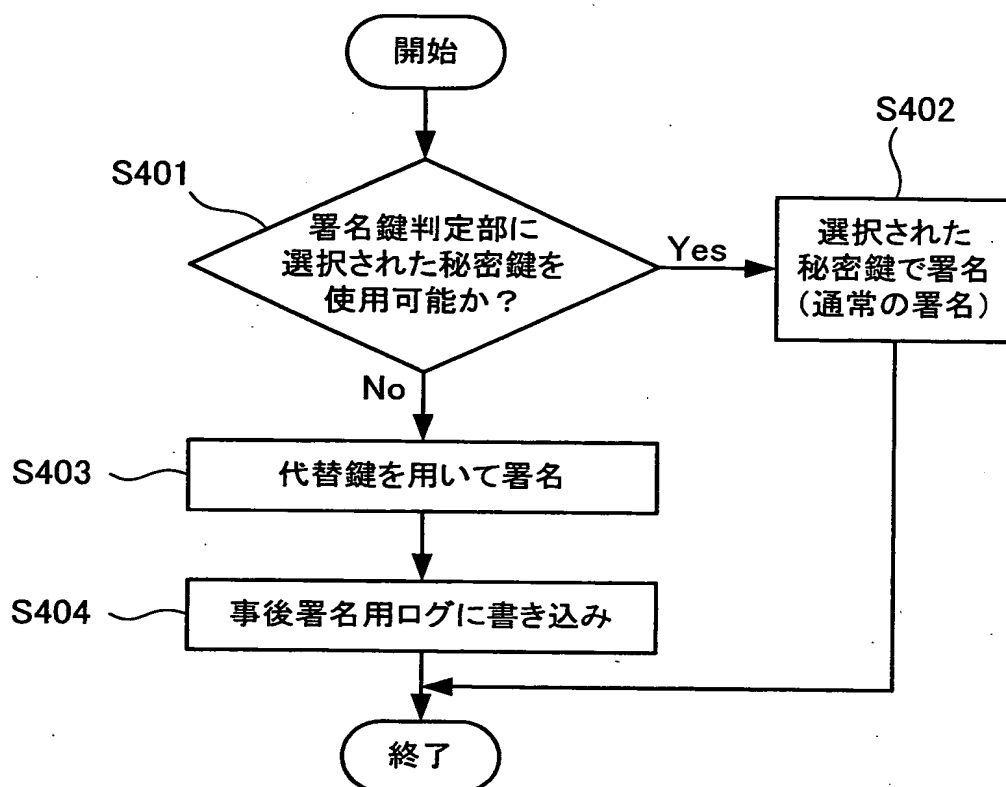 開始
S401
署名鍵判定部に
選択された秘密鍵を
使用可能か？
Yes
S402
選択された
秘密鍵で署名
(通常の署名)
No
S403
代替鍵を用いて署名
S404
事後署名用ログに書き込み
終了